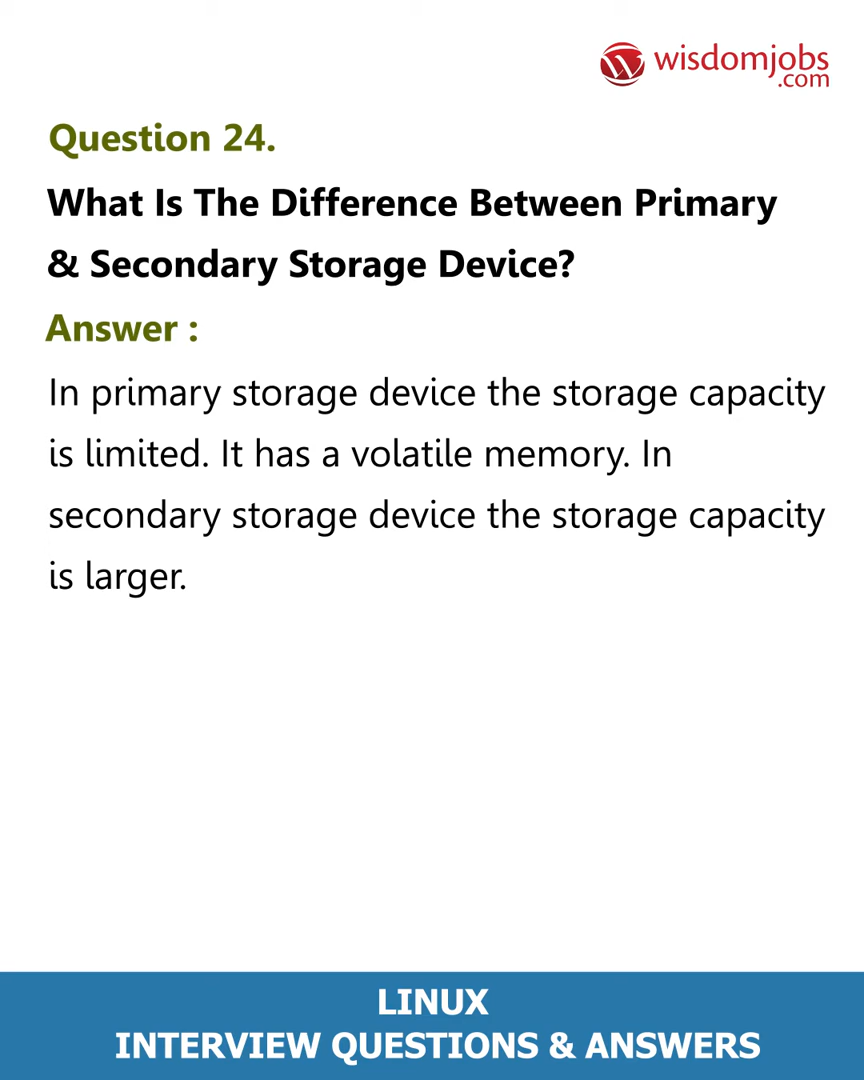 wisdomjobs
.com
Question 24.
What Is The Difference Between Primary
& Secondary Storage Device?
Answer :
In primary storage device the storage capacity
is limited. It has a volatile memory. In
secondary storage device the storage capacity
is larger.
LINUX
INTERVIEW QUESTIONS & ANSWERS